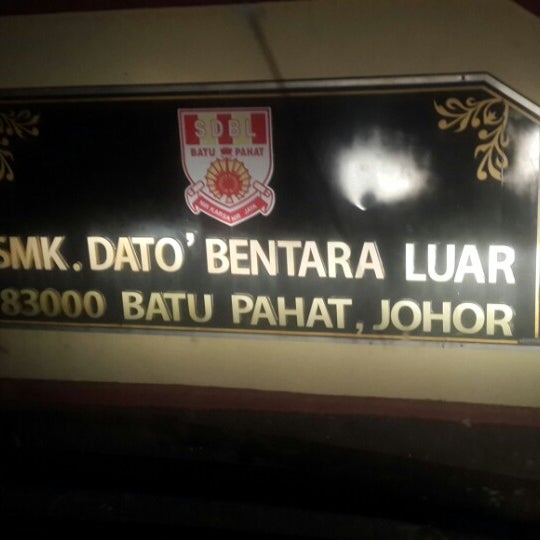 SDBL
BATU PAHAT
SMK. DATO' BENTARA LUAR
83000 BATU PAHAT, JOHOR